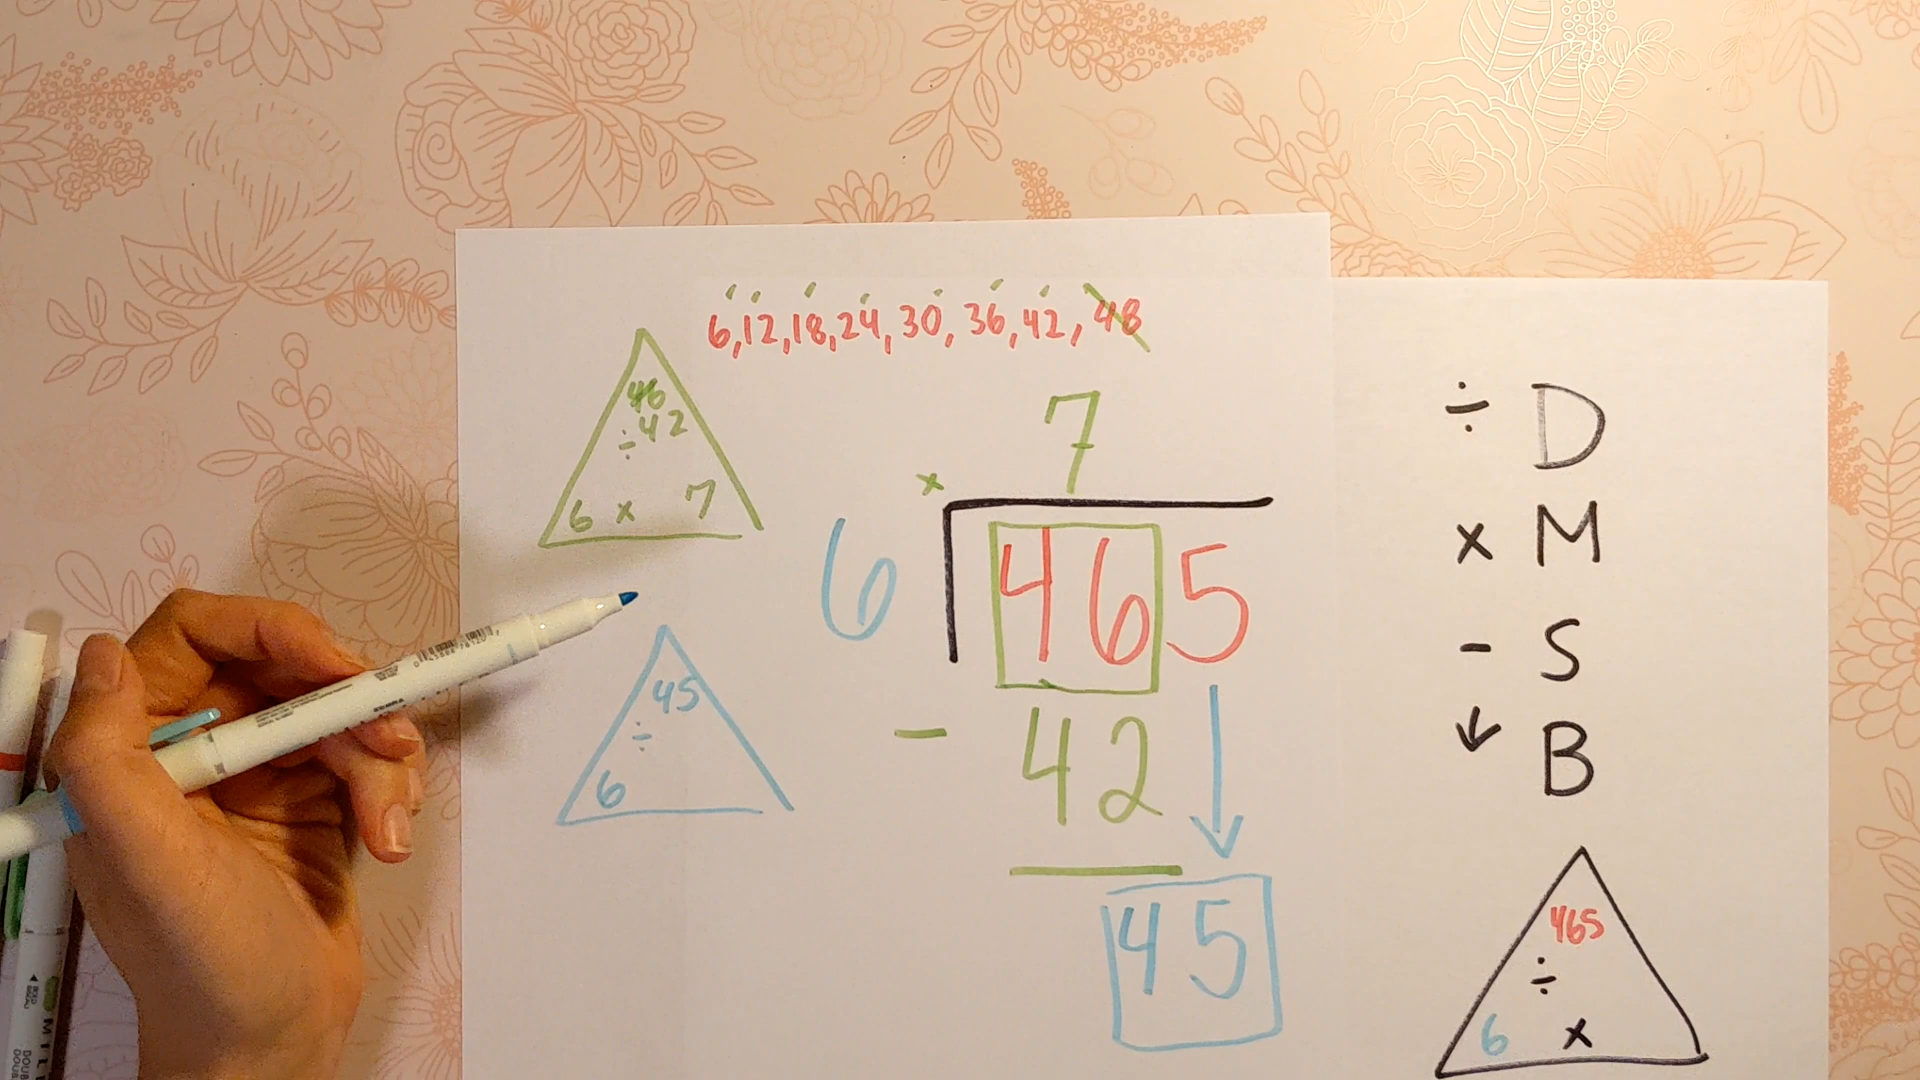 6, 12, 18, 24, 30, 36, 42, 48
46
÷ 42
6 x 7
7
x
6 465
- 42
45
45
÷
6
÷ D
x M
- S
↓ B
465
÷
6 x